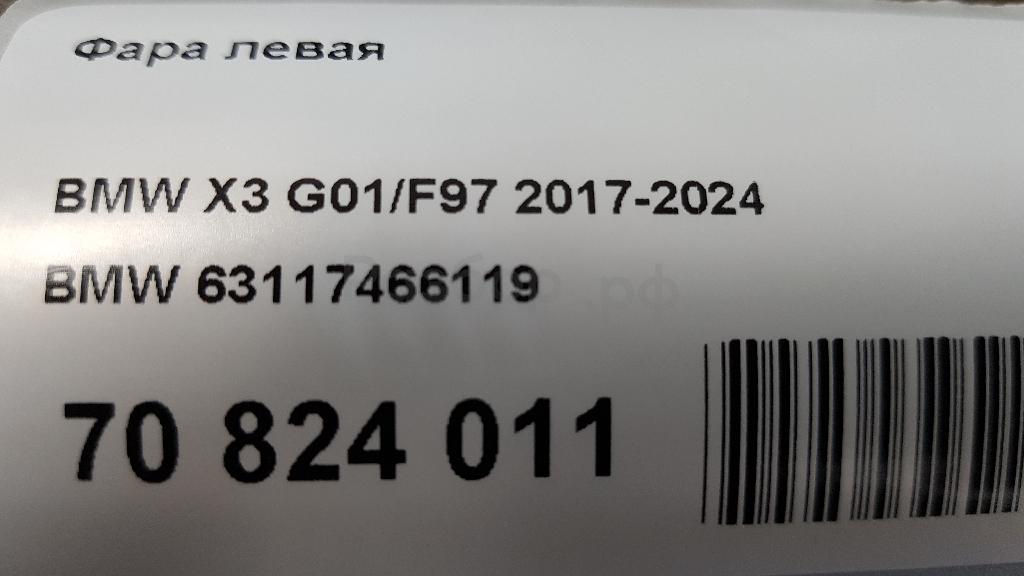 Фара левая
BMW X3 G01/F97 2017-2024
BMW 63117466119
70 824 011